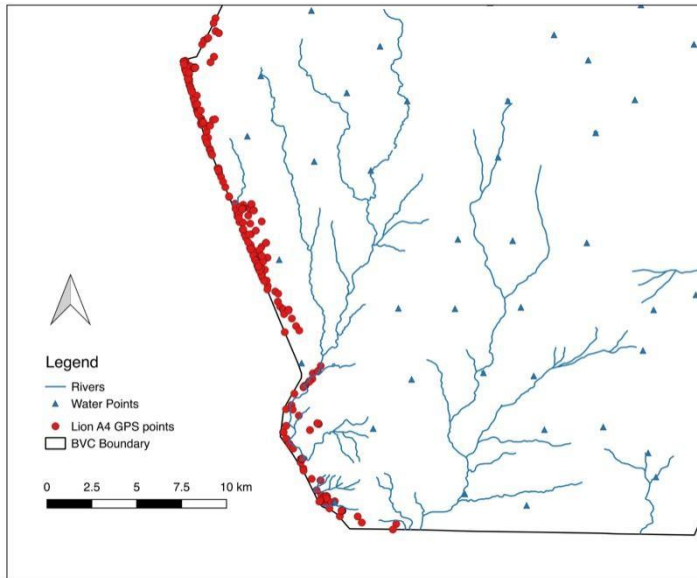 Legend
Rivers
Water Points
Lion A4 GPS points
BVC Boundary
0 2.5 5 7.5 10 km